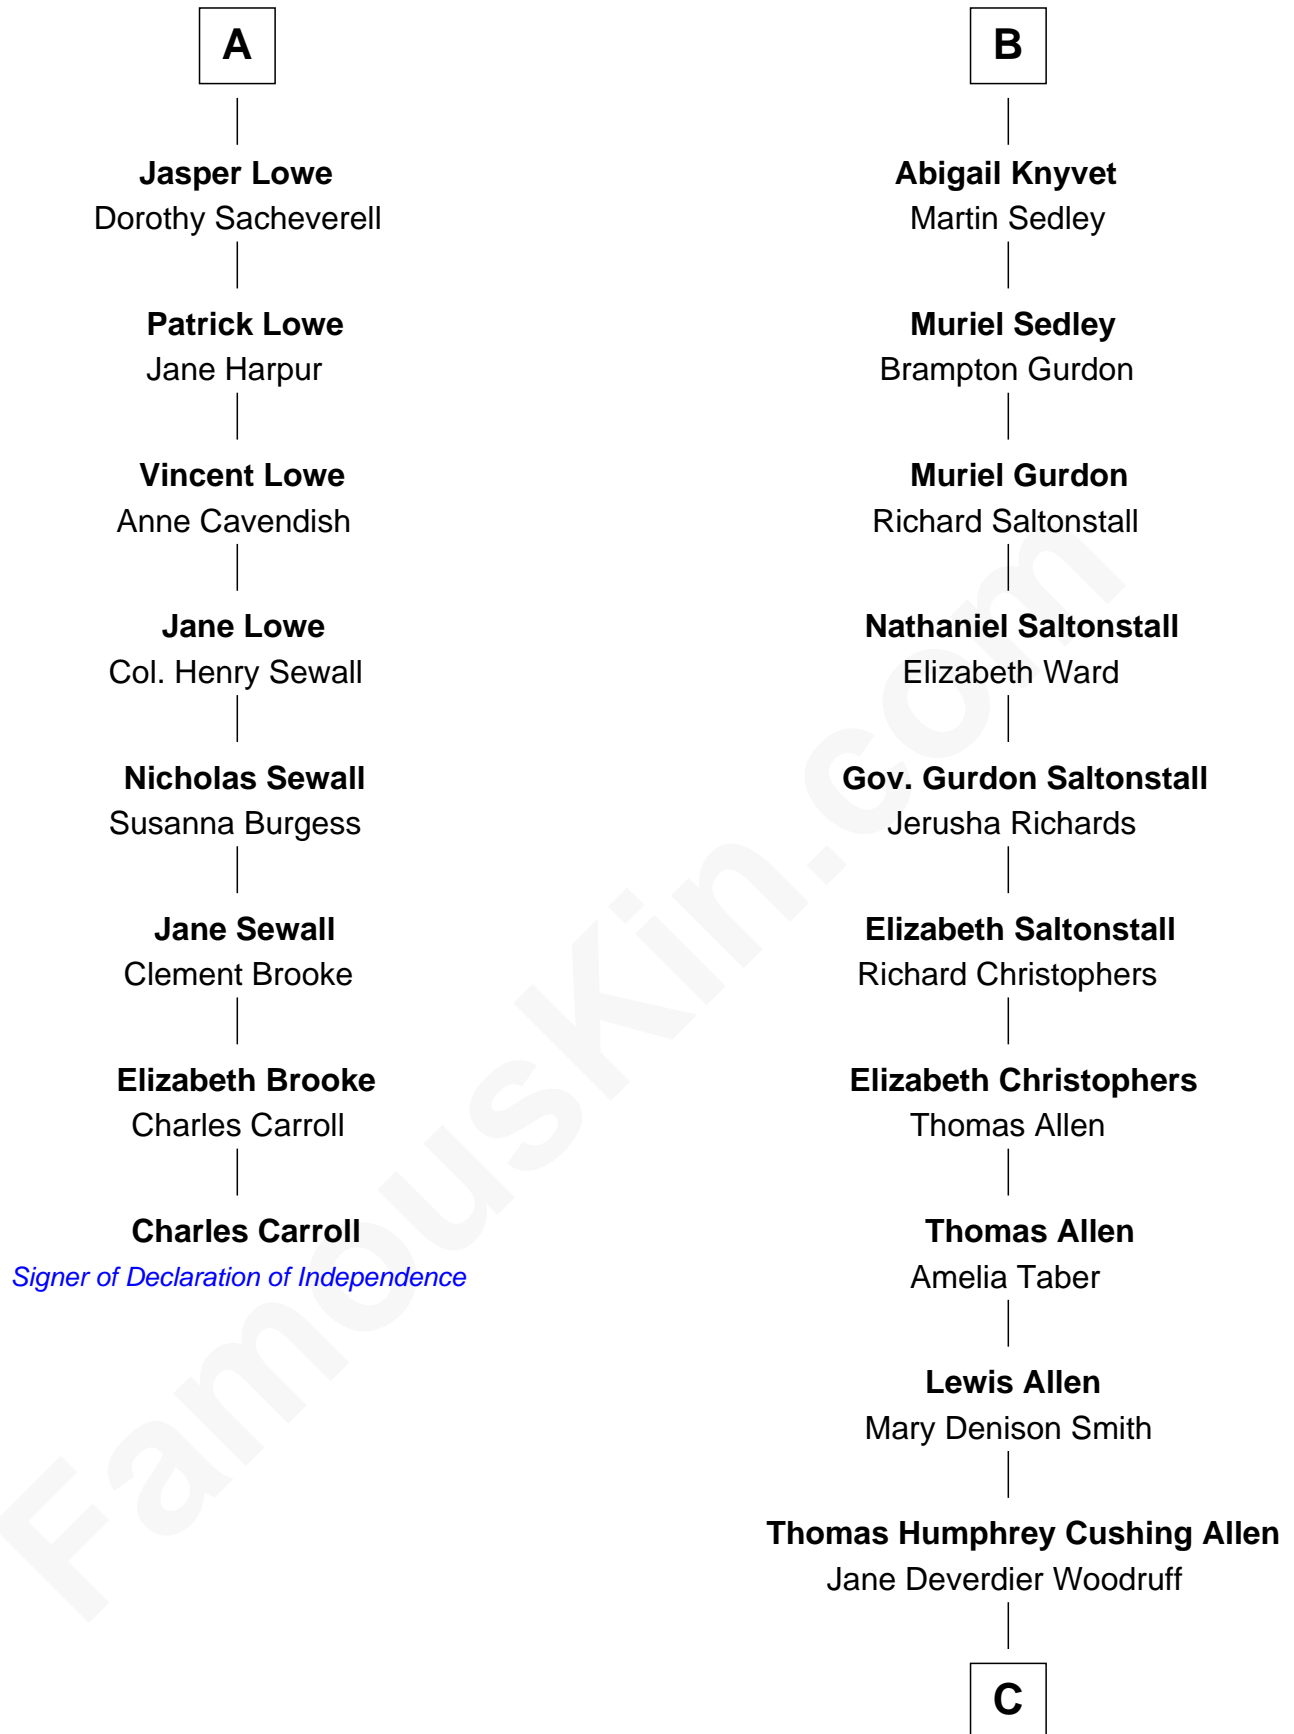 A
Jasper Lowe
Dorothy Sacheverell
Patrick Lowe
Jane Harpur
Vincent Lowe
Anne Cavendish
Jane Lowe
Col. Henry Sewall
Nicholas Sewall
Susanna Burgess
Jane Sewall
Clement Brooke
Elizabeth Brooke
Charles Carroll
Charles Carroll
Signer of Declaration of Independence
B
Abigail Knyvet
Martin Sedley
Muriel Sedley
Brampton Gurdon
Muriel Gurdon
Richard Saltonstall
Nathaniel Saltonstall
Elizabeth Ward
Gov. Gurdon Saltonstall
Jerusha Richards
Elizabeth Saltonstall
Richard Christophers
Elizabeth Christophers
Thomas Allen
Thomas Allen
Amelia Taber
Lewis Allen
Mary Denison Smith
Thomas Humphrey Cushing Allen
Jane Deverdier Woodruff
C
FamousKin.com